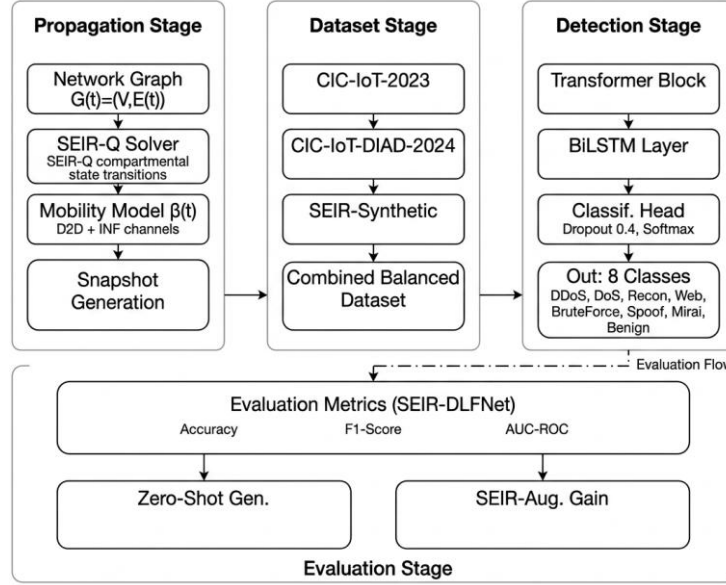 Propagation Stage
Network Graph
G(t)=(V,E(t))
SEIR-Q Solver
SEIR-Q compartmental
state transitions
Mobility Model β(t)
D2D + INF channels
Snapshot
Generation
Dataset Stage
CIC-IoT-2023
CIC-IoT-DIAD-2024
SEIR-Synthetic
Combined Balanced
Dataset
Detection Stage
Transformer Block
BiLSTM Layer
Classif. Head
Dropout 0.4, Softmax
Out: 8 Classes
DDoS, DoS, Recon, Web,
BruteForce, Spoof, Mirai,
Benign
Evaluation Flow
Evaluation Metrics (SEIR-DLFNet)
Accuracy F1-Score AUC-ROC
Zero-Shot Gen.
SEIR-Aug. Gain
Evaluation Stage